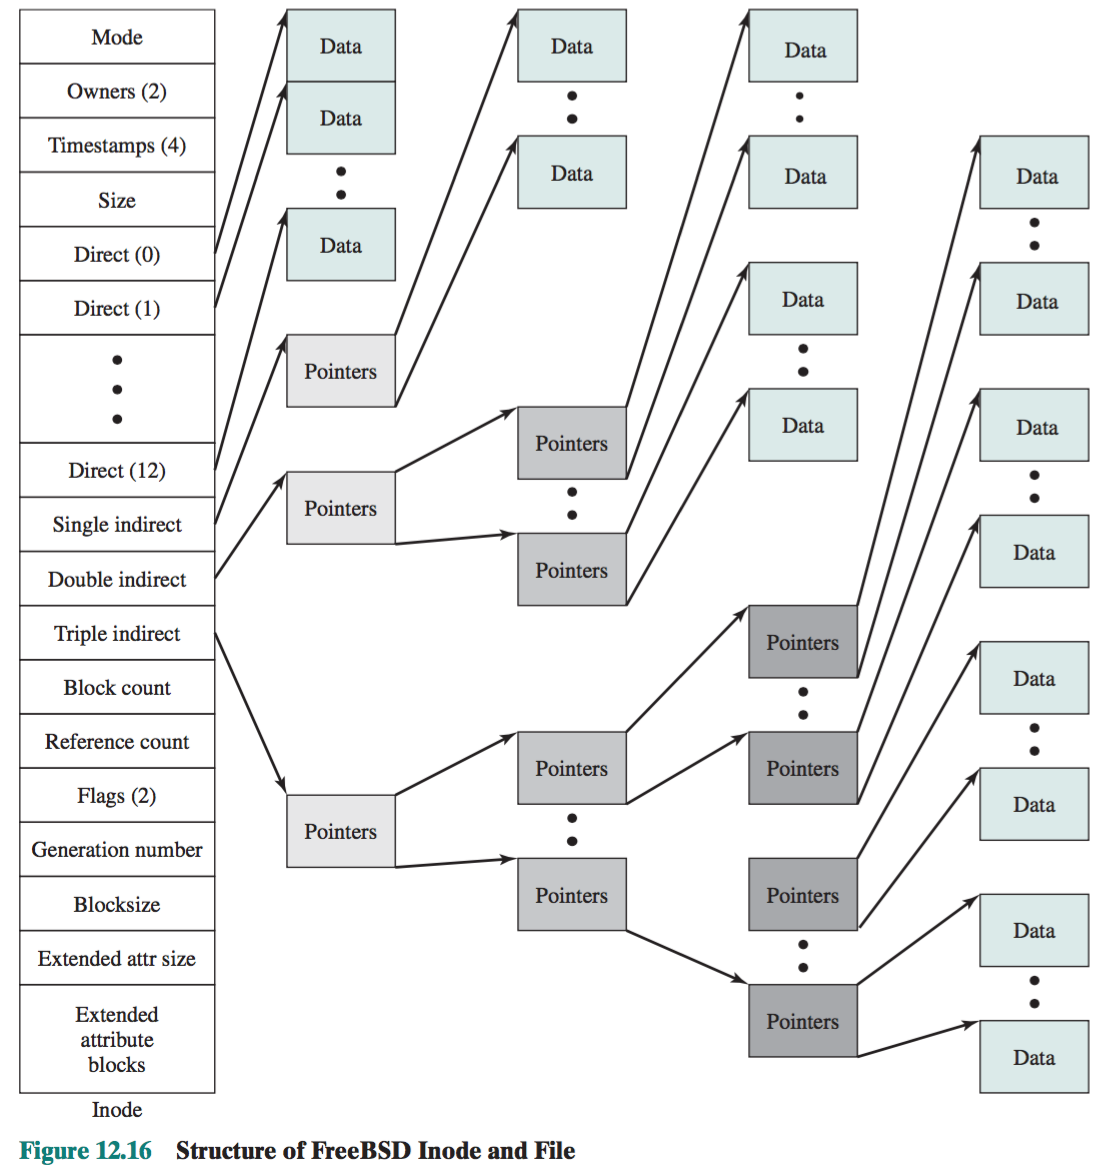 Mode
Owners (2)
Timestamps (4)
Size
Direct (0)
Direct (1)
Direct (12)
Single indirect
Double indirect
Triple indirect
Block count
Reference count
Flags (2)
Generation number
Blocksize
Extended attr size
Extended
attribute
blocks
Inode
Data
Data
Data
Pointers
Pointers
Pointers
Data
Data
Pointers
Pointers
Pointers
Pointers
Data
Data
Data
Data
Pointers
Pointers
Pointers
Pointers
Data
Data
Data
Data
Data
Data
Data
Data
Figure 12.16 Structure of FreeBSD Inode and File